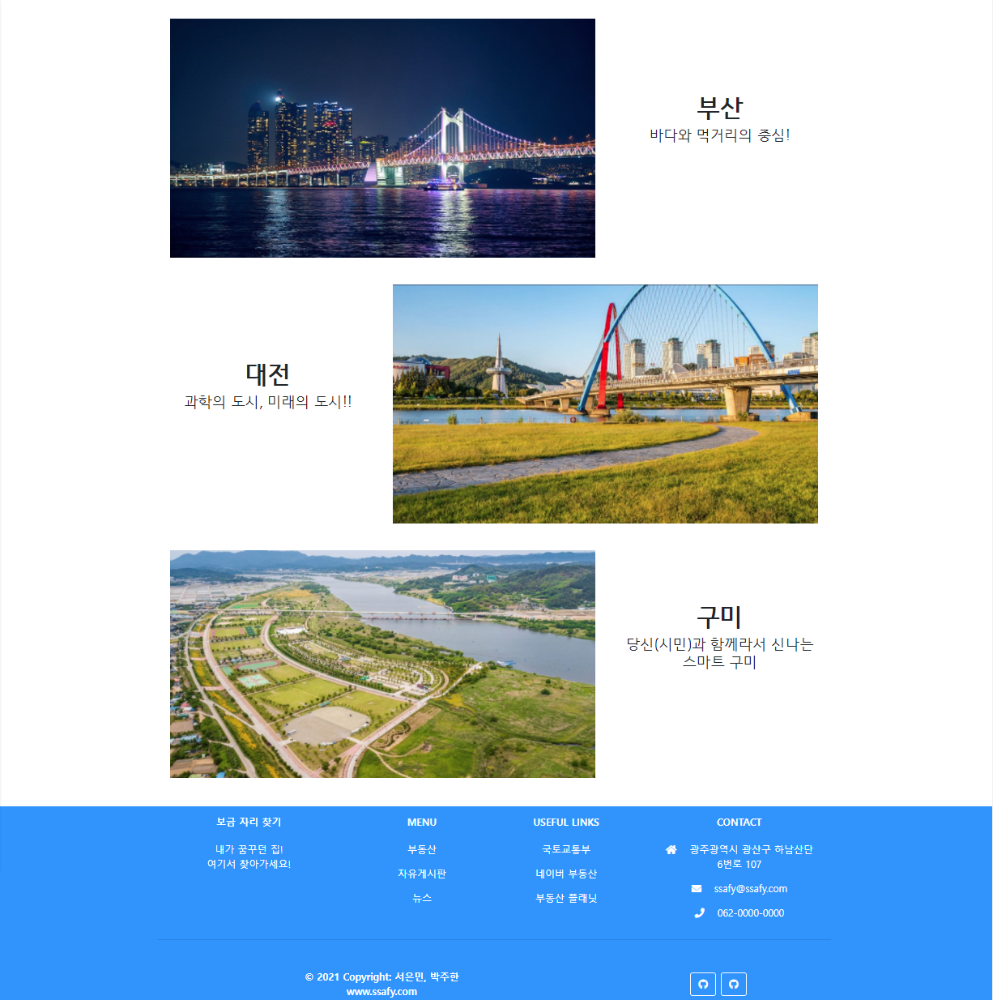 부산
바다와 먹거리의 중심!
대전
과학의 도시, 미래의 도시!!
구미
당신(시민)과 함께라서 신나는
스마트 구미
보금 자리 찾기
내가 꿈꾸던 집!
여기서 찾아가세요!
MENU
부동산
자유게시판
뉴스
USEFUL LINKS
국토교통부
네이버 부동산
부동산 플래닛
CONTACT
광주광역시 광산구 하남산단
6번로 107
ssafy@ssafy.com
062-0000-0000
© 2021 Copyright: 서은민, 박주한
www.ssafy.com